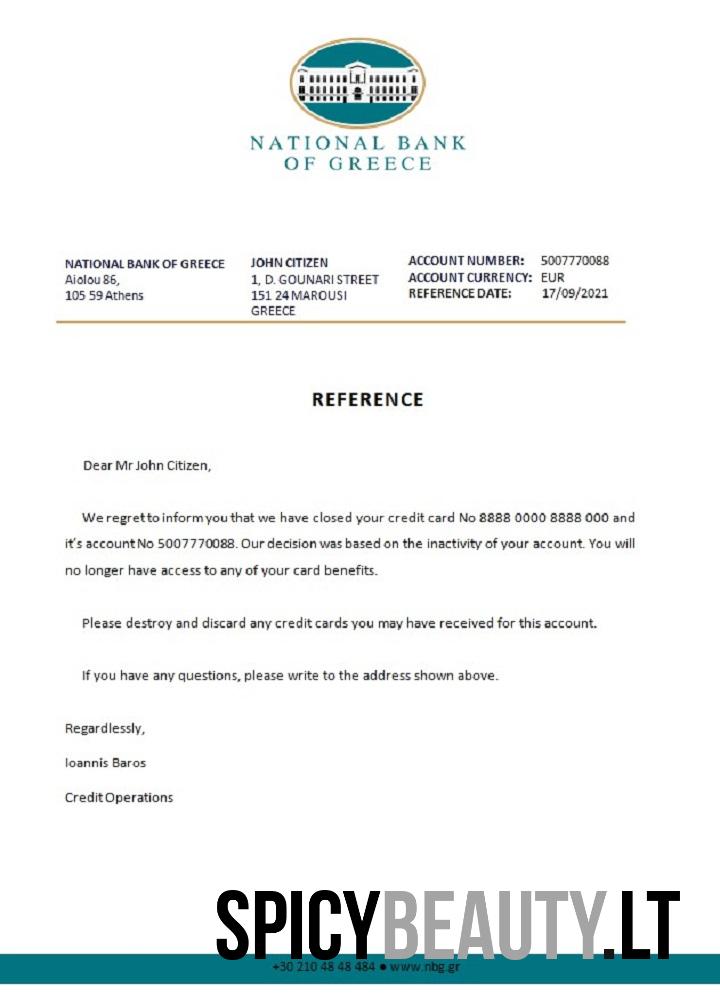 NATIONAL BANK
OF GREECE
NATIONAL BANK OF GREECE
Aiolou 86,
105 59 Athens
JOHN CITIZEN
1, D. GOUNARI STREET
151 24 MAROUSI
GREECE
ACCOUNT NUMBER: 5007770088
ACCOUNT CURRENCY: EUR
REFERENCE DATE: 17/09/2021
REFERENCE
Dear Mr John Citizen,
We regret to inform you that we have closed your credit card No 8888 0000 8888 000 and
it's account No 5007770088. Our decision was based on the inactivity of your account. You will
no longer have access to any of your card benefits.
Please destroy and discard any credit cards you may have received for this account.
If you have any questions, please write to the address shown above.
Regardlessly,
Ioannis Baros
Credit Operations
SPICYBEAUTY.LT
+30 210 48 48 484 ● www.nbg.gr